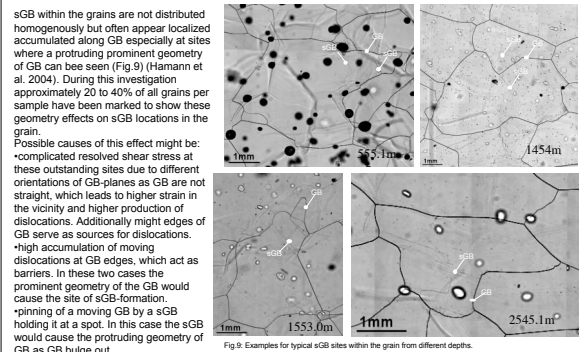 sGB within the grains are not distributed
homogenously but often appear localized
accumulated along GB especially at sites
where a protruding prominent geometry
of GB can bee seen (Fig.9) (Hamann et
al. 2004). During this investigation
approximately 20 to 40% of all grains per
sample have been marked to show these
geometry effects on sGB locations in the
grain.
Possible causes of this effect might be:
•complicated resolved shear stress at
these outstanding sites due to different
orientations of GB-planes as GB are not
straight, which leads to higher strain in
the vicinity and higher production of
dislocations. Additionally might edges of
GB serve as sources for dislocations.
•high accumulation of moving
dislocations at GB edges, which act as
barriers. In these two cases the
prominent geometry of the GB would
cause the site of sGB-formation.
•pinning of a moving GB by a sGB
holding it at a spot. In this case the sGB
would cause the protruding geometry of
GB as GB bulge out.
sGB
GB
GB
1mm
555.1m
sGB
GB
sGB
1mm
1454m
GB
sGB
1mm
1553.0m
sGB
GB
1mm
2545.1m
Fig.9: Examples for typical sGB sites within the grain from different depths.